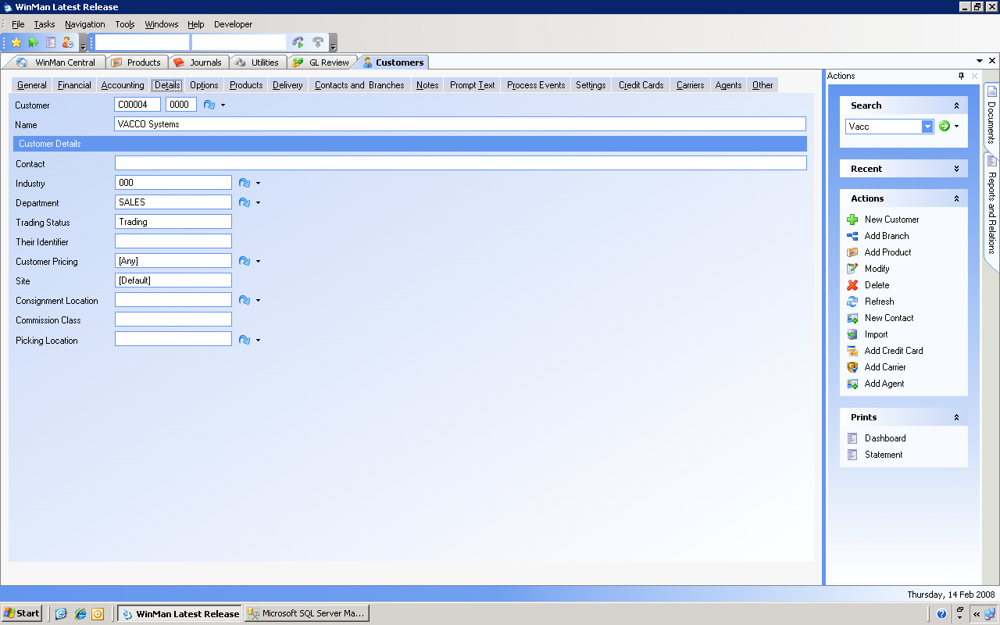 WinMan Latest Release
File Tasks Navigation Tools Windows Help Developer
WinMan Central Products Journals Utilities GL Review Customers
General Financial Accounting Details Options Products Delivery Contacts and Branches Notes Prompt Text Process Events Settings Credit Cards Carriers Agents Other
Customer C00004 0000
Name VACCO Systems
Customer Details
Contact
Industry 000
Department SALES
Trading Status Trading
Their Identifier
Customer Pricing [Any]
Site [Default]
Consignment Location
Commission Class
Picking Location
Actions
Search
Vacc
Recent
Actions
New Customer
Add Branch
Add Product
Modify
Delete
Refresh
New Contact
Import
Add Credit Card
Add Carrier
Add Agent
Prints
Dashboard
Statement
Documents
Reports and Relations
Thursday, 14 Feb 2008
Start WinMan Latest Release Microsoft SQL Server Ma...